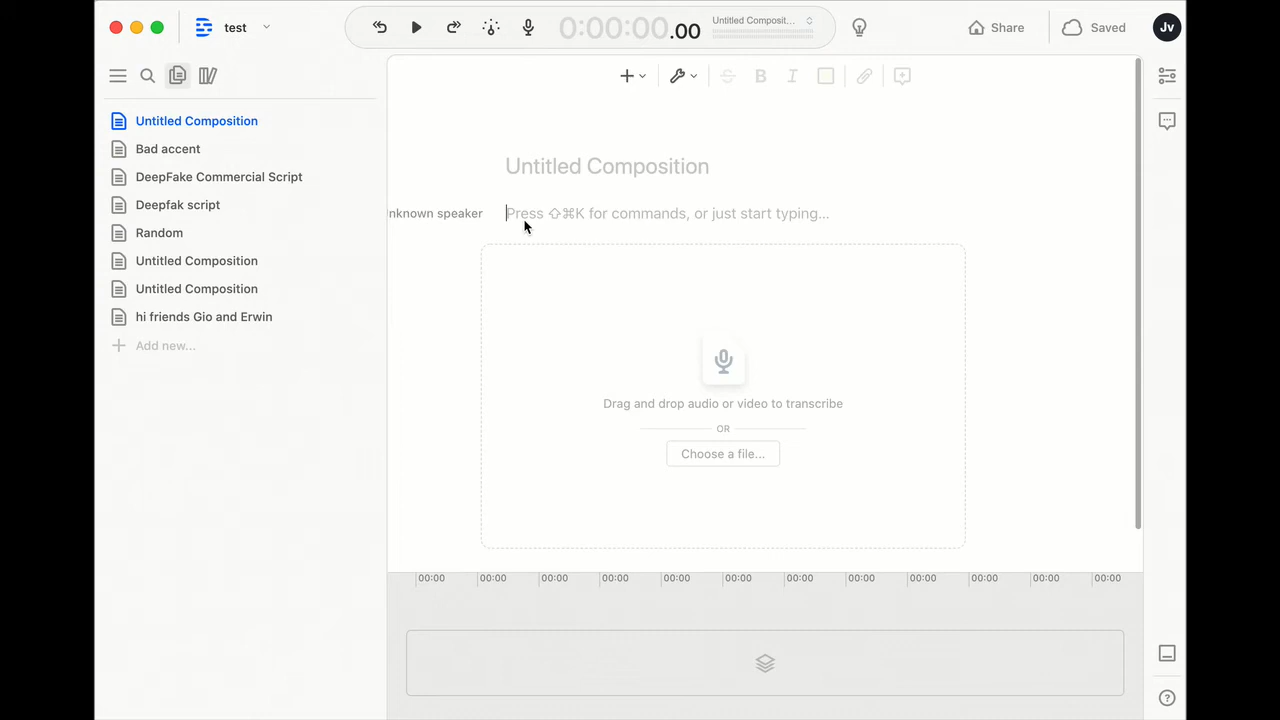 test
0:00:00.00
Untitled Composit...
Share
Saved
Jv
Untitled Composition
Bad accent
DeepFake Commercial Script
Deepfak script
Random
Untitled Composition
Untitled Composition
hi friends Gio and Erwin
Add new...
B I
Untitled Composition
nknown speaker
Press ⇧⌘K for commands, or just start typing...
Drag and drop audio or video to transcribe
OR
Choose a file...
00:00 00:00 00:00 00:00 00:00 00:00 00:00 00:00 00:00 00:00 00:00 00:00